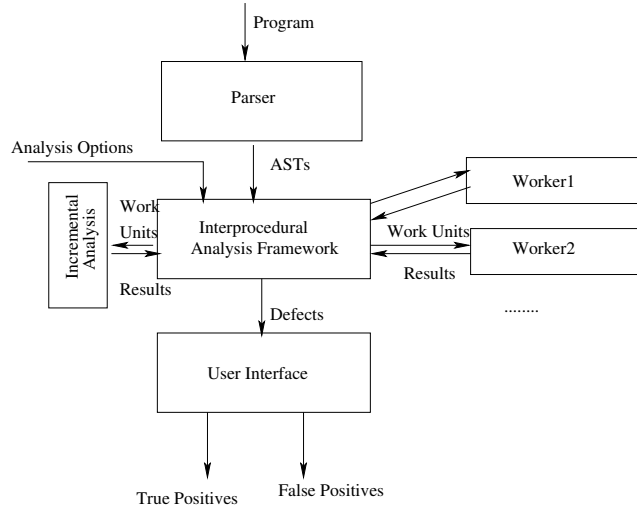 Program
Parser
Analysis Options
ASTs
Worker1
Incremental
Analysis
Work
Units
Results
Interprocedural
Analysis Framework
Work Units
Results
Worker2
........
Defects
User Interface
True Positives
False Positives